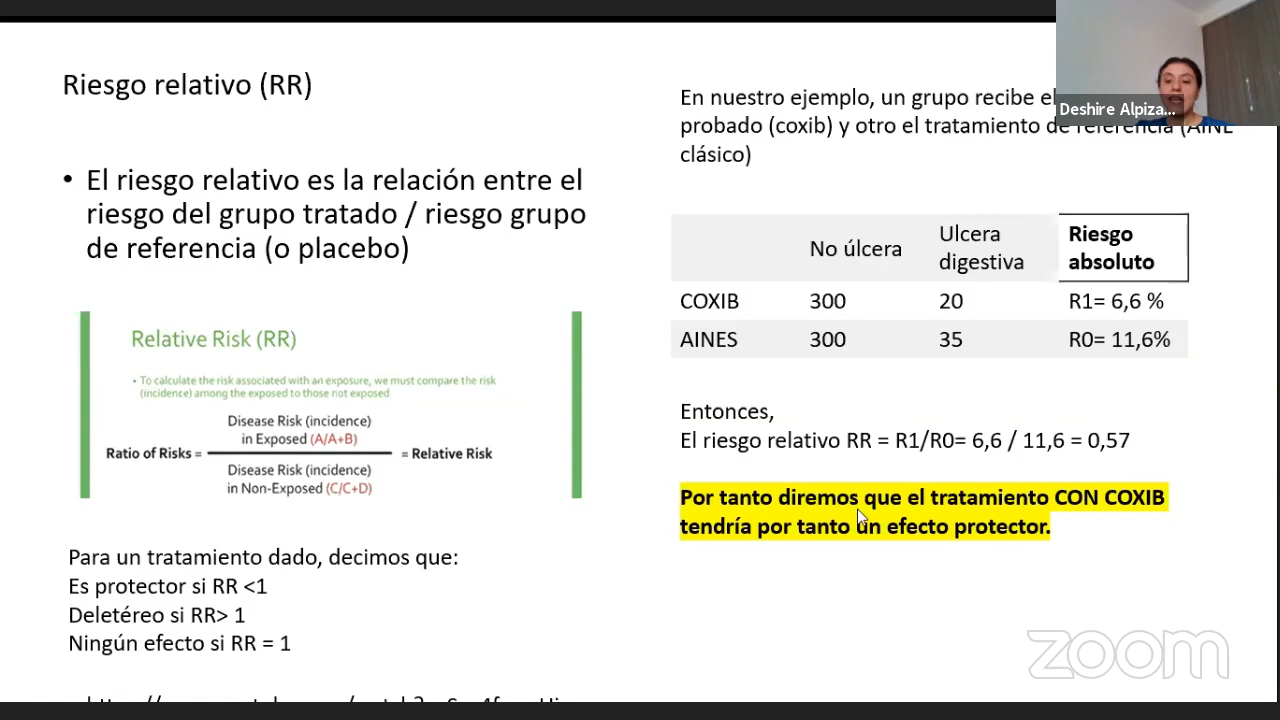 Riesgo relativo (RR)
• El riesgo relativo es la relación entre el
riesgo del grupo tratado / riesgo grupo
de referencia (o placebo)
Relative Risk (RR)
• To calculate the risk associated with an exposure, we must compare the risk
(incidence) among the exposed to those not exposed
Disease Risk (incidence)
in Exposed (A/A+B)
Ratio of Risks = = Relative Risk
Disease Risk (incidence)
in Non-Exposed (C/C+D)
Para un tratamiento dado, decimos que:
Es protector si RR <1
Deletéreo si RR> 1
Ningún efecto si RR = 1
En nuestro ejemplo, un grupo recibe el
probado (coxib) y otro el tratamiento de referencia (AINE
clásico)
No úlcera Ulcera digestiva Riesgo absoluto
COXIB 300 20 R1= 6,6 %
AINES 300 35 R0= 11,6%
Entonces,
El riesgo relativo RR = R1/R0= 6,6 / 11,6 = 0,57
Por tanto diremos que el tratamiento CON COXIB
tendría por tanto un efecto protector.
Deshire Alpiza...
zoom